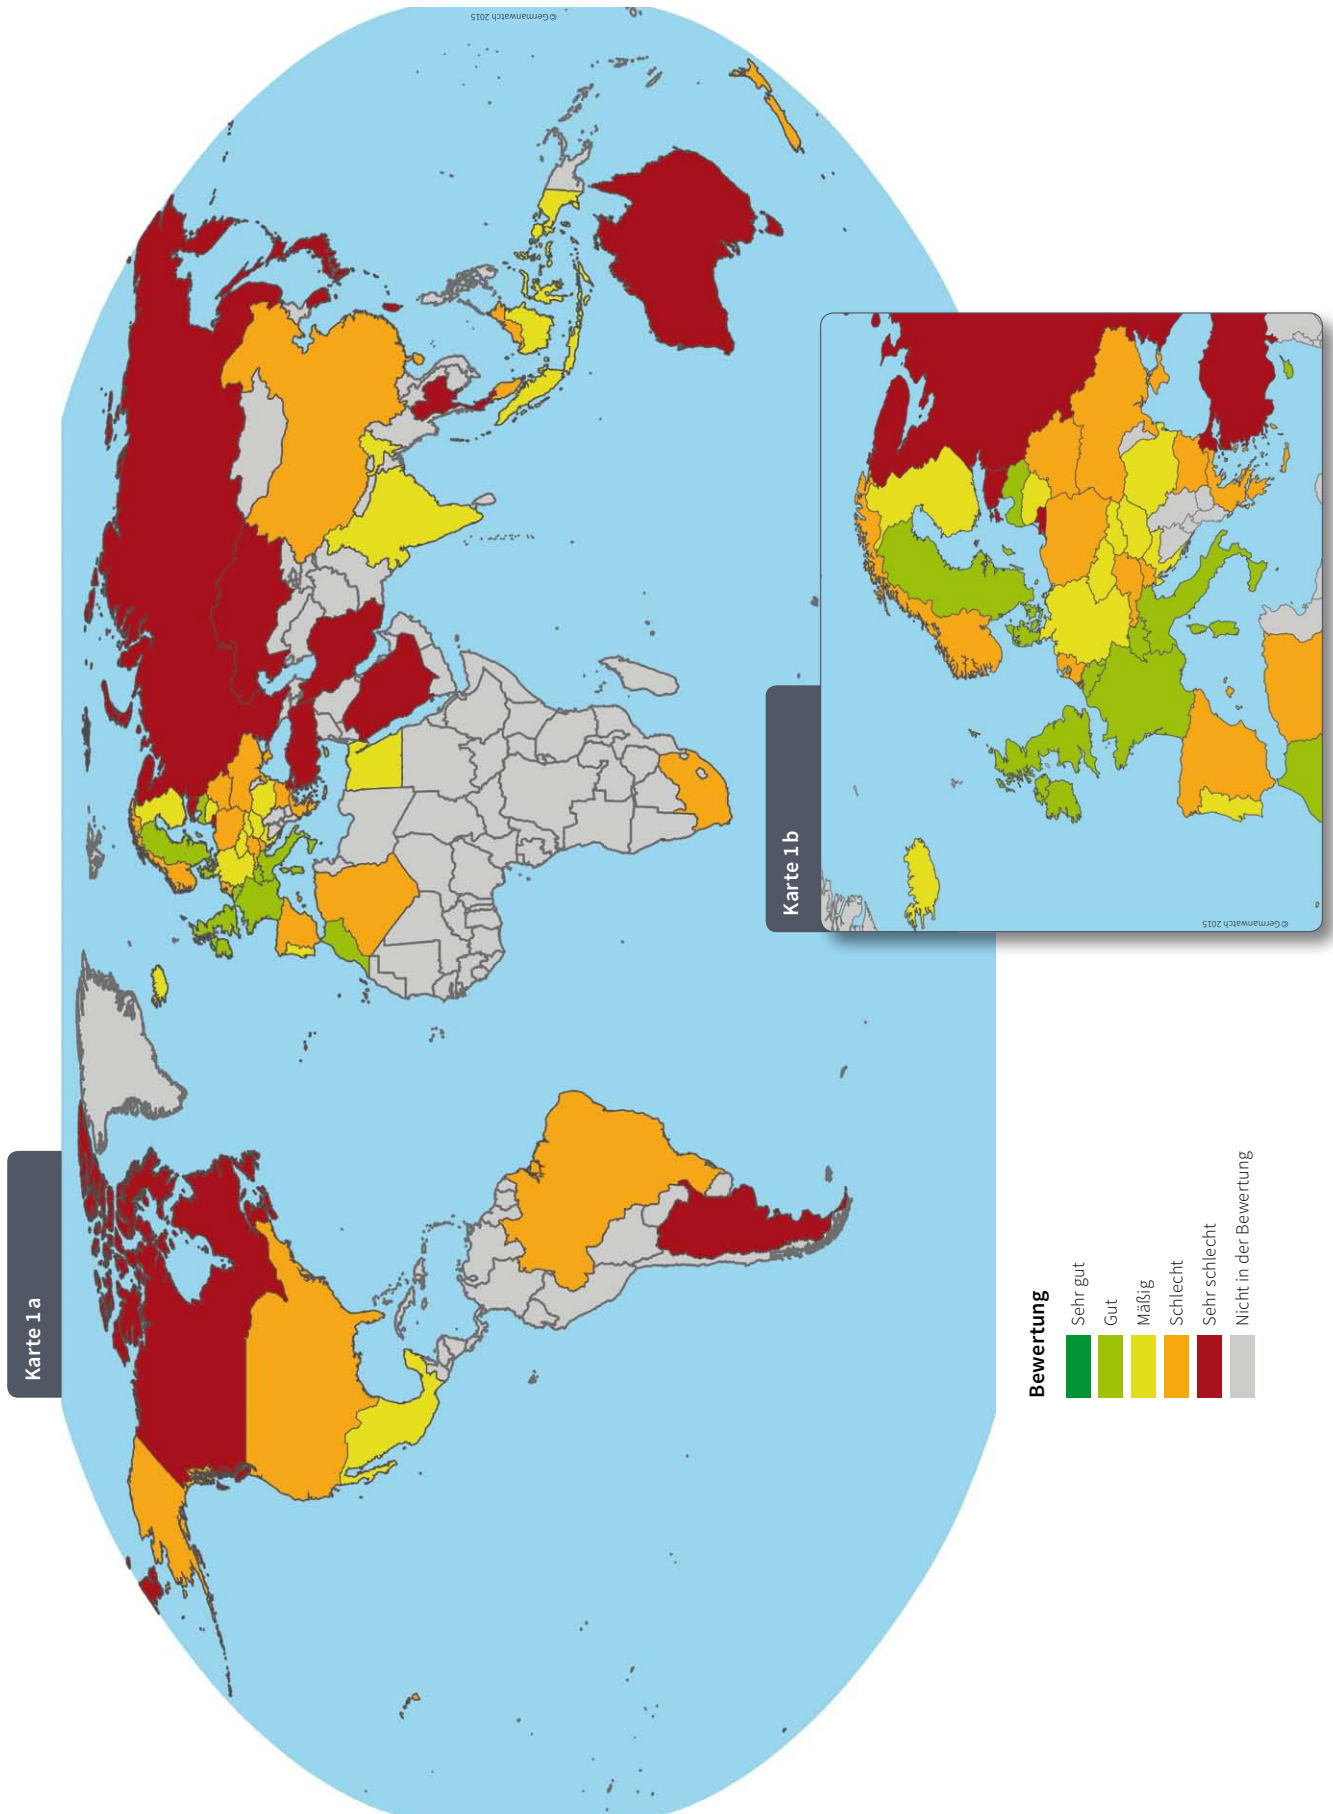 Karte 1 a
©Germanwatch 2015
Karte 1 b
©Germanwatch 2015
Bewertung
Sehr gut
Gut
Mäßig
Schlecht
Sehr schlecht
Nicht in der Bewertung